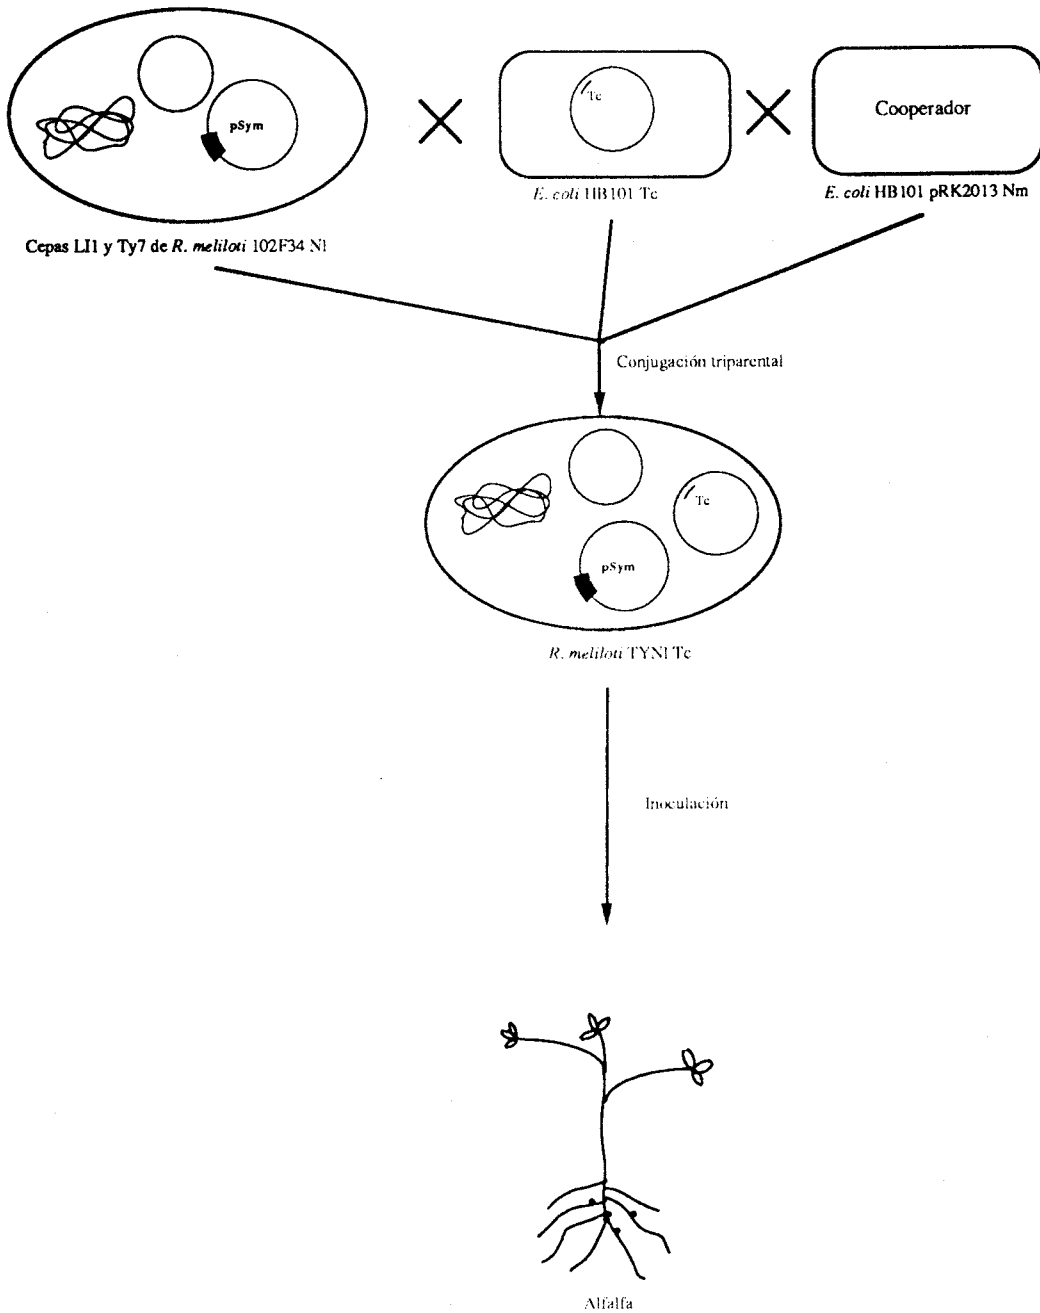 pSym
Tc
Cooperador
E. coli HB101 Tc
E. coli HB101 pRK2013 Nm
Cepas LI1 y Ty7 de R. meliloti 102F34 Nl
Conjugación triparental
Tc
pSym
R. meliloti TYNl Tc
Inoculación
Alfalfa